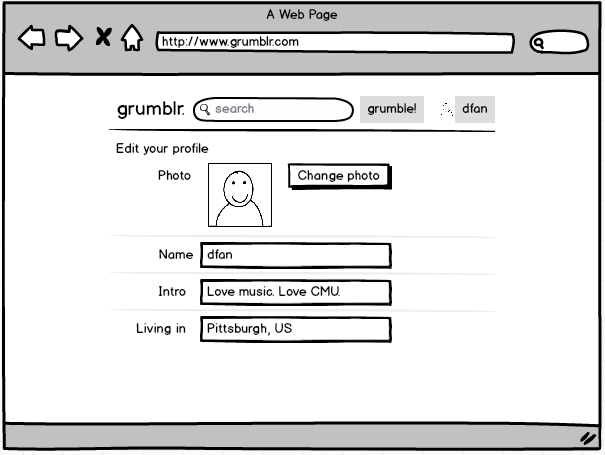 A Web Page
http://www.grumblr.com
grumblr. search grumble! dfan
Edit your profile
Photo Change photo
Name dfan
Intro Love music. Love CMU.
Living in Pittsburgh, US